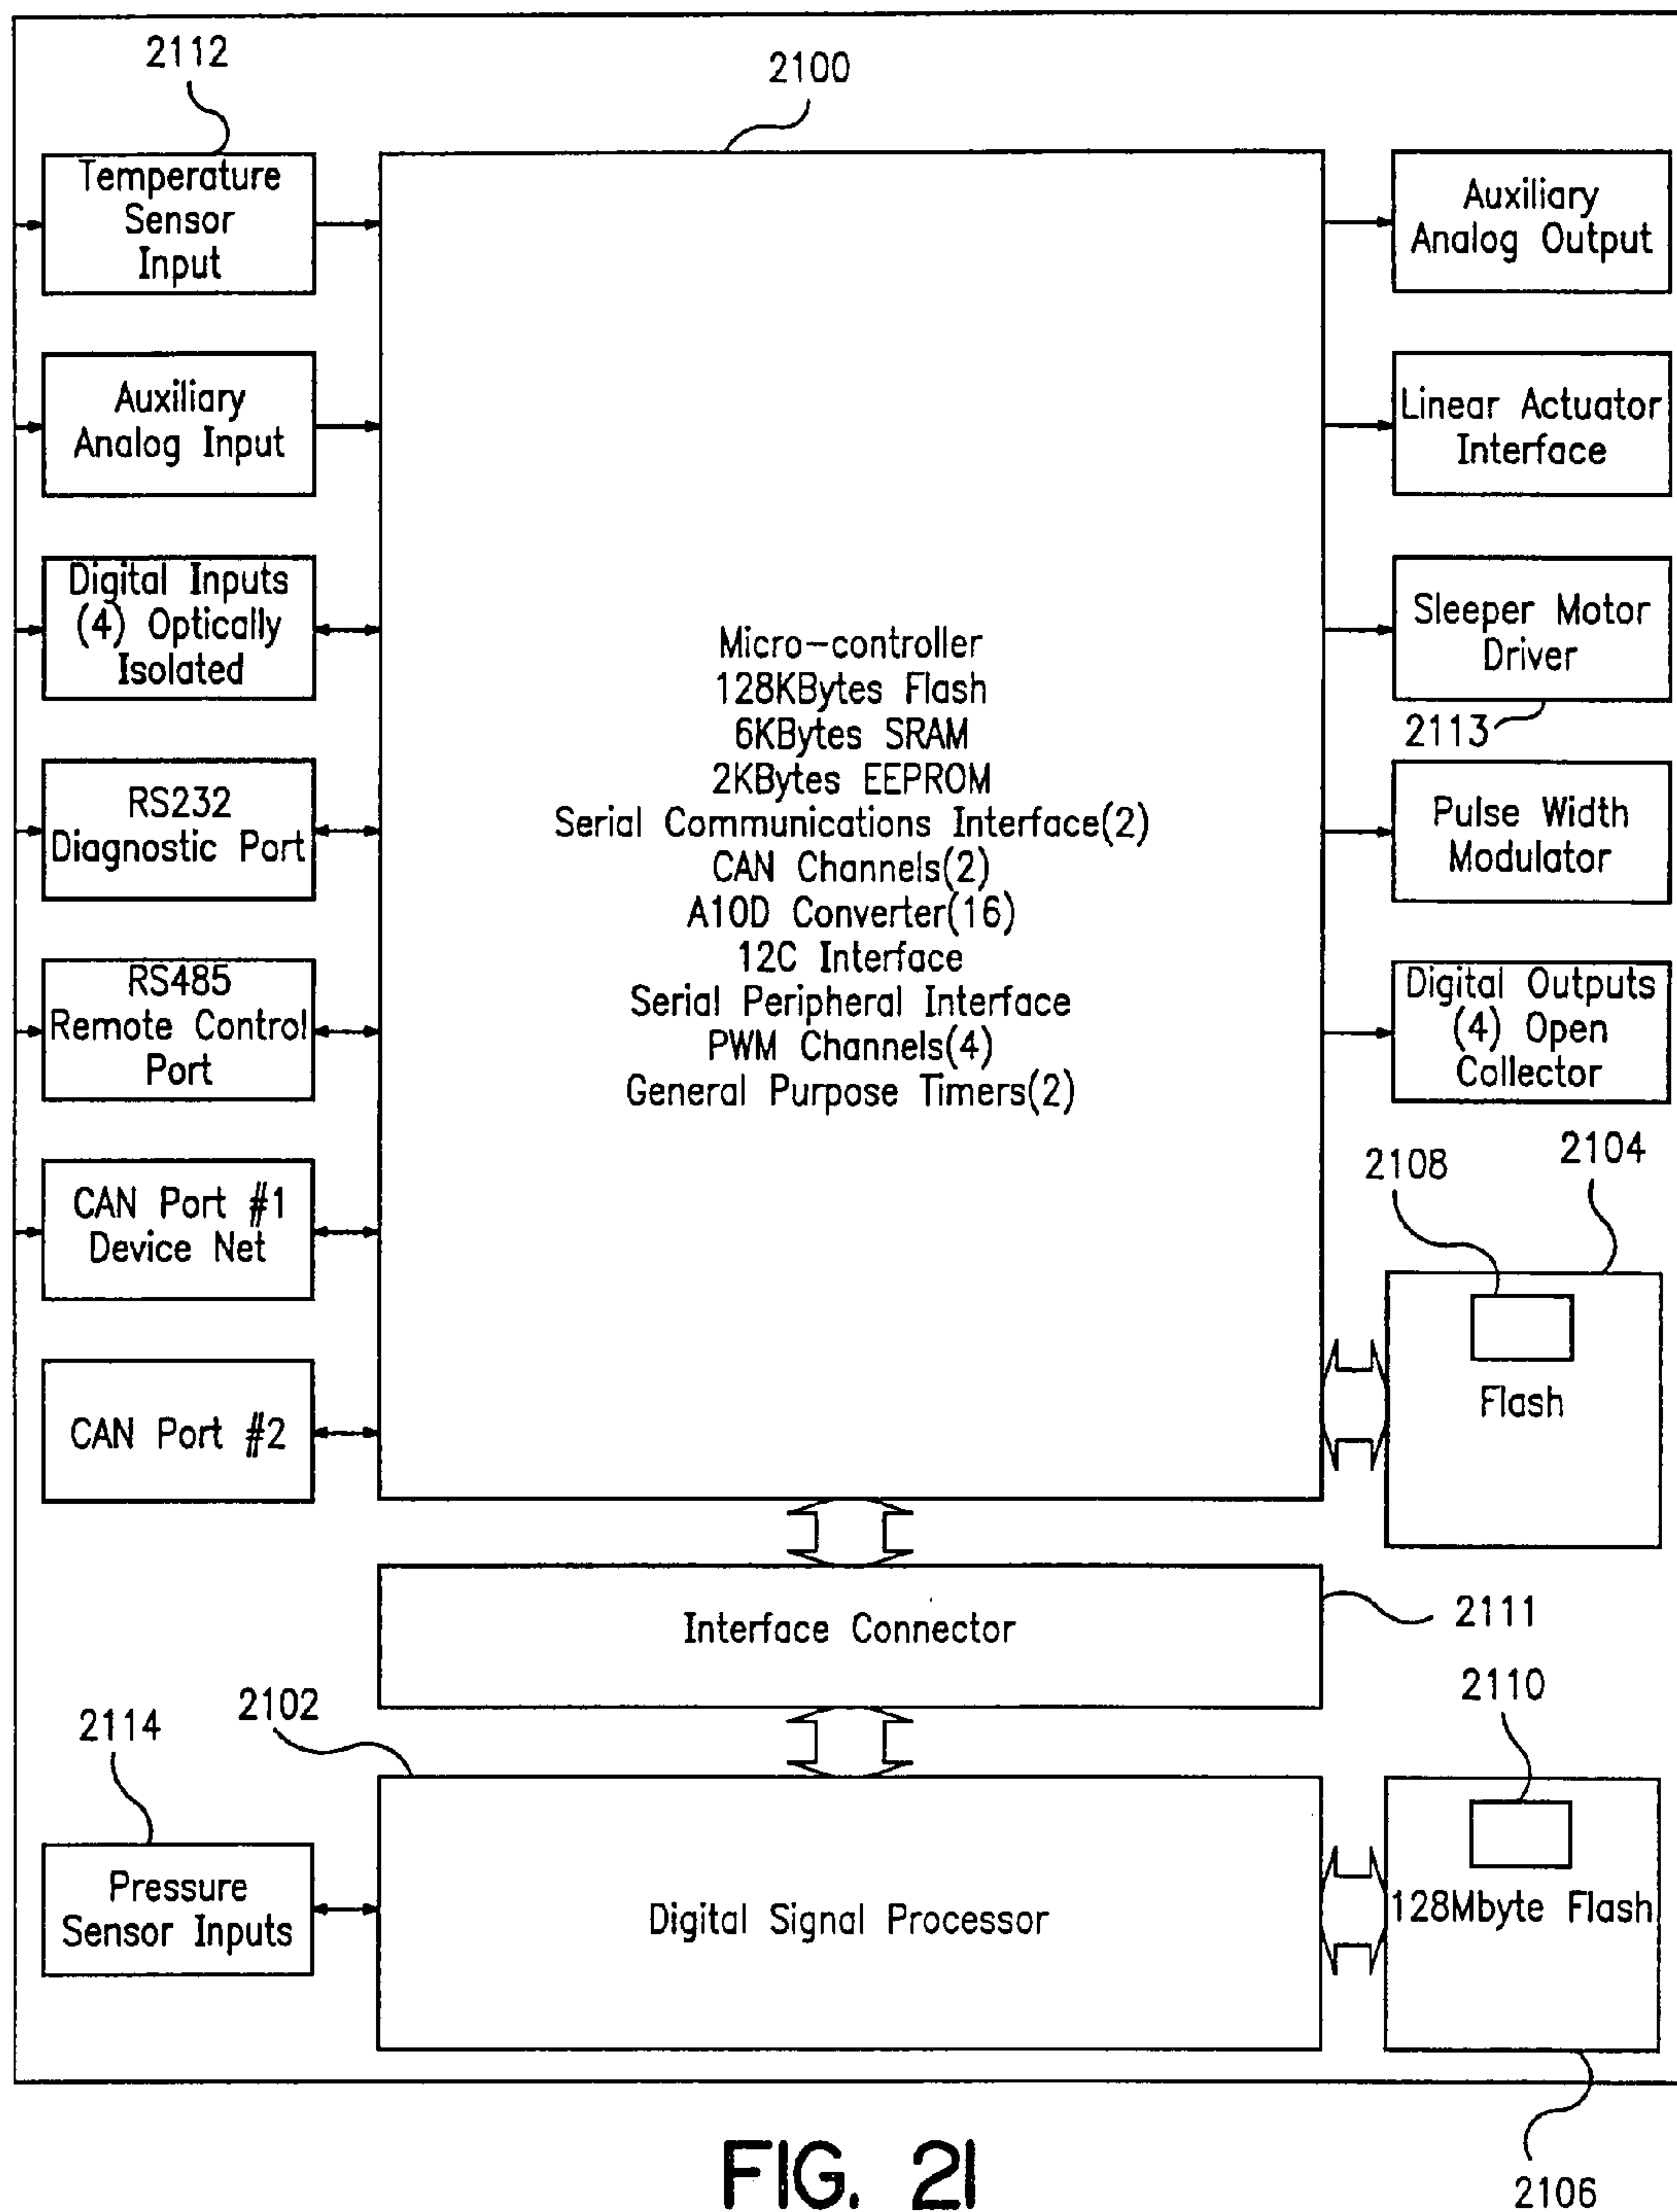 2112
2100
Temperature
Sensor
Input
Auxiliary
Analog Output
Auxiliary
Analog Input
Linear Actuator
Interface
Digital Inputs
(4) Optically
Isolated
Sleeper Motor
Driver
2113
Micro-controller
128KBytes Flash
6KBytes SRAM
2KBytes EEPROM
Serial Communications Interface(2)
CAN Channels(2)
A10D Converter(16)
12C Interface
Serial Peripheral Interface
PWM Channels(4)
General Purpose Timers(2)
RS232
Diagnostic Port
Pulse Width
Modulator
RS485
Remote Control
Port
Digital Outputs
(4) Open
Collector
CAN Port #1
Device Net
2108
2104
Flash
CAN Port #2
Interface Connector
2111
2114
2102
2110
Pressure
Sensor Inputs
Digital Signal Processor
128Mbyte Flash
2106
FIG. 21